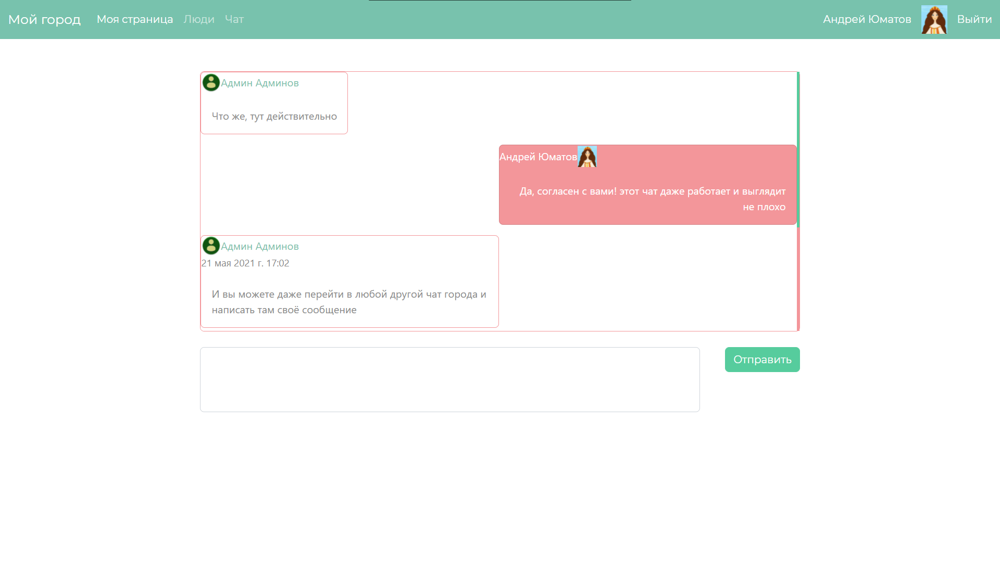 Мой город Моя страница Люди Чат Андрей Юматов Выйти
Админ Админов
Что же, тут действительно
Андрей Юматов
Да, согласен с вами! этот чат даже работает и выглядит
не плохо
Админ Админов
21 мая 2021 г. 17:02
И вы можете даже перейти в любой другой чат города и
написать там своё сообщение
Отправить